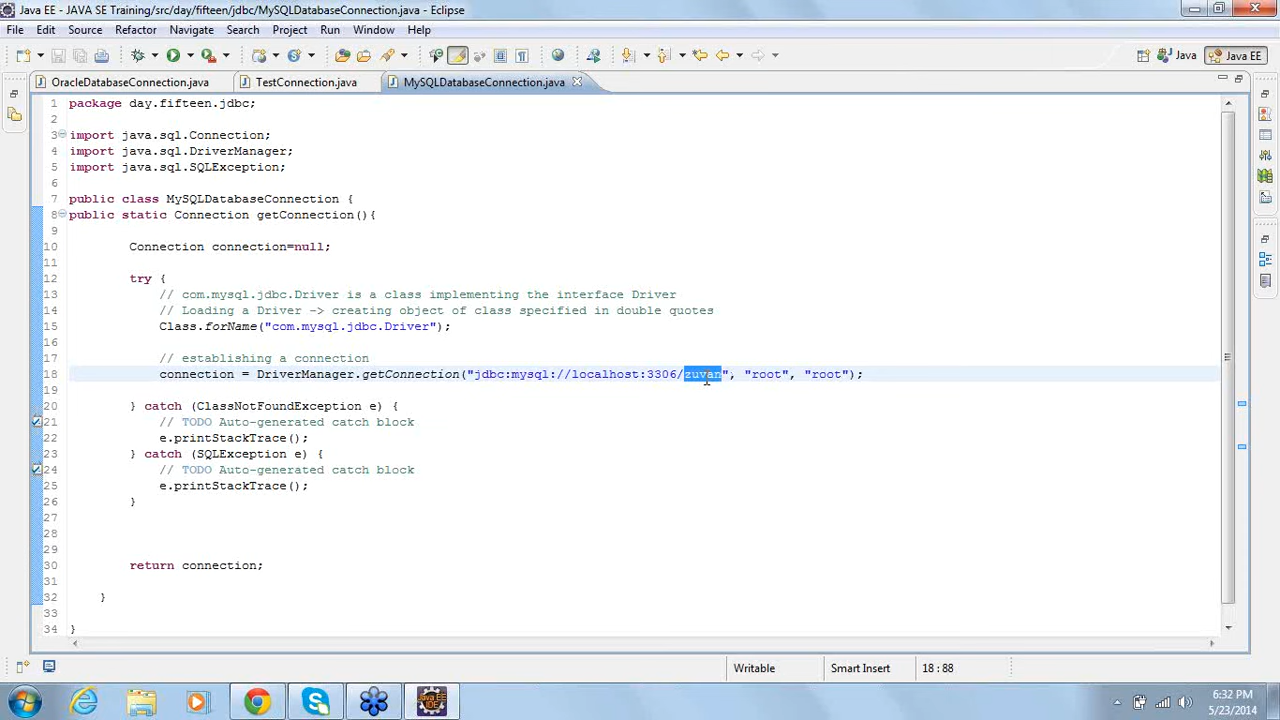 Java EE - JAVA SE Training/src/day/fifteen/jdbc/MySQLDatabaseConnection.java - Eclipse
File Edit Source Refactor Navigate Search Project Run Window Help
Java Java EE
OracleDatabaseConnection.java TestConnection.java MySQLDatabaseConnection.java
1 package day.fifteen.jdbc;
2
3 import java.sql.Connection;
4 import java.sql.DriverManager;
5 import java.sql.SQLException;
6
7 public class MySQLDatabaseConnection {
8 public static Connection getConnection(){
9
10 Connection connection=null;
11
12 try {
13 // com.mysql.jdbc.Driver is a class implementing the interface Driver
14 // Loading a Driver -> creating object of class specified in double quotes
15 Class.forName("com.mysql.jdbc.Driver");
16
17 // establishing a connection
18 connection = DriverManager.getConnection("jdbc:mysql://localhost:3306/zuvan", "root", "root");
19
20 } catch (ClassNotFoundException e) {
21 // TODO Auto-generated catch block
22 e.printStackTrace();
23 } catch (SQLException e) {
24 // TODO Auto-generated catch block
25 e.printStackTrace();
26 }
27
28
29
30 return connection;
31
32 }
33
34 }
Writable Smart Insert 18 : 88
Java EE
IDE
6:32 PM
5/23/2014